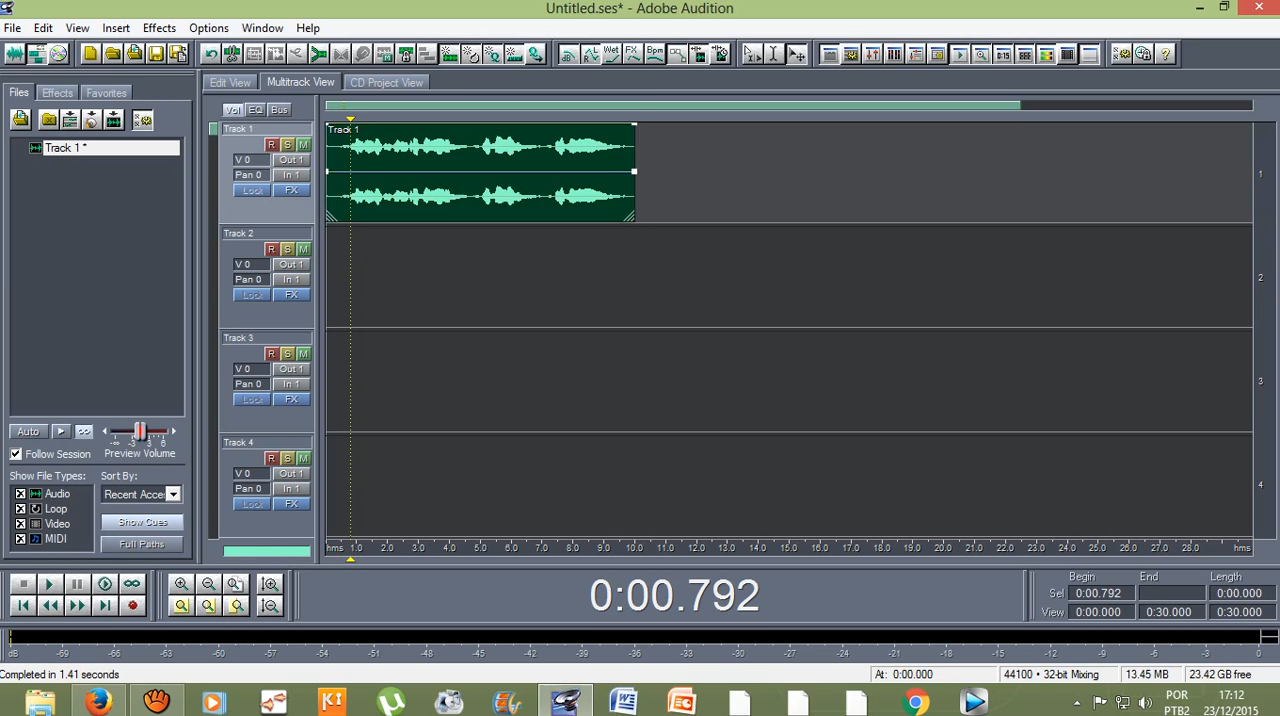 Untitled.ses* - Adobe Audition
File Edit View Insert Effects Options Window Help
Wet FX Bpm
Edit View Multitrack View CD Project View
Files Effects Favorites
Vol EQ Bus
Track 1 *
Track 1
R S M
V 0 Out 1
Pan 0 In 1
Lock FX
Track 1
1
Track 2
R S M
V 0 Out 1
Pan 0 In 1
Lock FX
2
Track 3
R S M
V 0 Out 1
Pan 0 In 1
Lock FX
3
Track 4
R S M
V 0 Out 1
Pan 0 In 1
Lock FX
4
Auto
-∞ -3 3 6
Follow Session Preview Volume
Show File Types: Sort By:
Audio Recent Acces
Loop
Video Show Cues
MIDI Full Paths
hms 1.0 2.0 3.0 4.0 5.0 6.0 7.0 8.0 9.0 10.0 11.0 12.0 13.0 14.0 15.0 16.0 17.0 18.0 19.0 20.0 21.0 22.0 23.0 24.0 25.0 26.0 27.0 28.0 hms
0:00.792
Begin End Length
Sel 0:00.792 0:00.000
View 0:00.000 0:30.000 0:30.000
dB -69 -66 -63 -60 -57 -54 -51 -48 -45 -42 -39 -36 -33 -30 -27 -24 -21 -18 -15 -12 -9 -6 -3 0
Completed in 1.41 seconds At: 0:00.000 44100 • 32-bit Mixing 13.45 MB 23.42 GB free
K!
POR 17:12
PTB2 23/12/2015